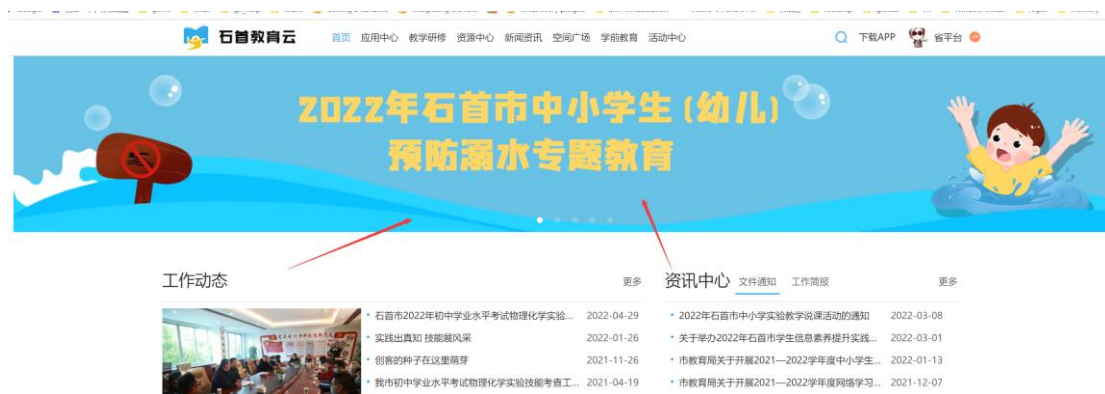 石首教育云
首页 应用中心 教学研修 资源中心 新闻资讯 空间广场 学前教育 活动中心
下载APP 省平台
2022年石首市中小学生(幼儿)
预防溺水专题教育
工作动态 更多
石首市2022年初中学业水平考试物理化学实验... 2022-04-29
实践出真知 技能展风采 2022-01-26
创客的种子在这里萌芽 2021-11-26
我市初中学业水平考试物理化学实验技能考查工... 2021-04-19
资讯中心 文件通知 工作简报 更多
2022年石首市中小学实验教学说课活动的通知 2022-03-08
关于举办2022年石首市学生信息素养提升实践... 2022-03-01
市教育局关于开展2021—2022学年度中小学生... 2022-01-13
市教育局关于开展2021—2022学年度网络学习... 2021-12-07